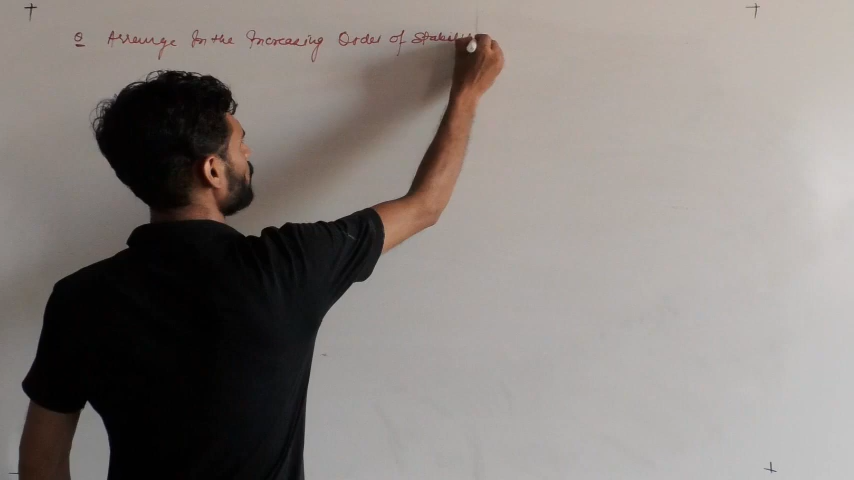 Q Arrange In the Increasing Order of